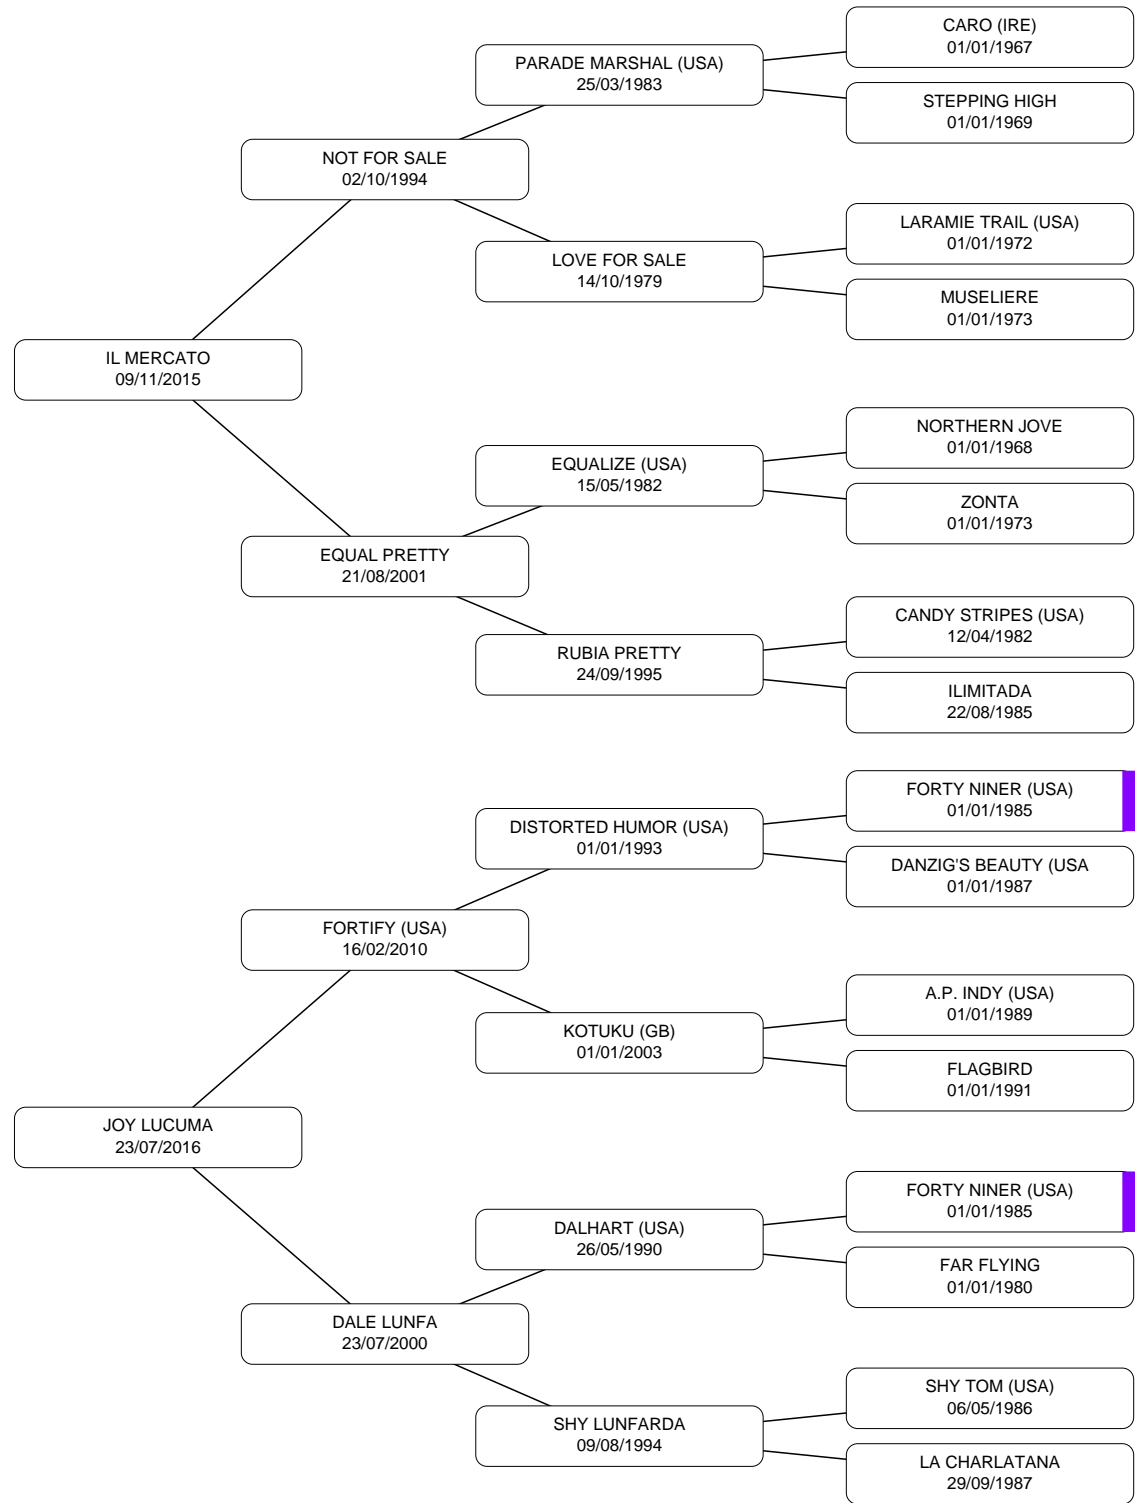 CARO (IRE)
01/01/1967
PARADE MARSHAL (USA)
25/03/1983
STEPPING HIGH
01/01/1969
NOT FOR SALE
02/10/1994
LARAMIE TRAIL (USA)
01/01/1972
LOVE FOR SALE
14/10/1979
MUSELIERE
01/01/1973
IL MERCATO
09/11/2015
NORTHERN JOVE
01/01/1968
EQUALIZE (USA)
15/05/1982
ZONTA
01/01/1973
EQUAL PRETTY
21/08/2001
CANDY STRIPES (USA)
12/04/1982
RUBIA PRETTY
24/09/1995
ILIMITADA
22/08/1985
FORTY NINER (USA)
01/01/1985
DISTORTED HUMOR (USA)
01/01/1993
DANZIG'S BEAUTY (USA
01/01/1987
FORTIFY (USA)
16/02/2010
A.P. INDY (USA)
01/01/1989
KOTUKU (GB)
01/01/2003
FLAGBIRD
01/01/1991
JOY LUCUMA
23/07/2016
FORTY NINER (USA)
01/01/1985
DALHART (USA)
26/05/1990
FAR FLYING
01/01/1980
DALE LUNFA
23/07/2000
SHY TOM (USA)
06/05/1986
SHY LUNFARDA
09/08/1994
LA CHARLATANA
29/09/1987